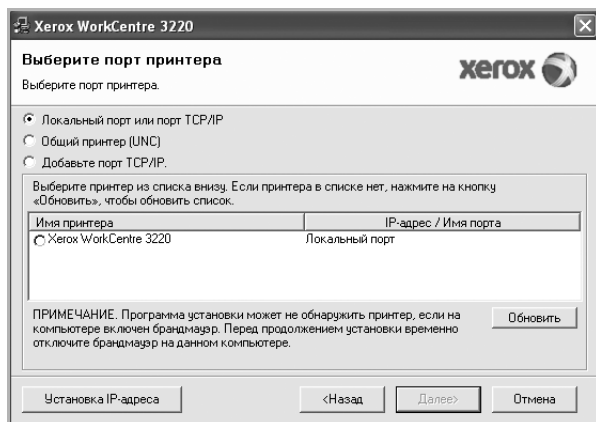 Xerox WorkCentre 3220
Выберите порт принтера
xerox
Выберите порт принтера.
Локальный порт или порт TCP/IP
Общий принтер (UNC)
Добавьте порт TCP/IP.
Выберите принтер из списка внизу. Если принтера в списке нет, нажмите на кнопку
«Обновить», чтобы обновить список.
Имя принтера IP-адрес / Имя порта
Xerox WorkCentre 3220 Локальный порт
ПРИМЕЧАНИЕ. Программа установки может не обнаружить принтер, если на
компьютере включен брандмауэр. Перед продолжением установки временно
отключите брандмауэр на данном компьютере.
Обновить
Установка IP-адреса <Назад Далее> Отмена